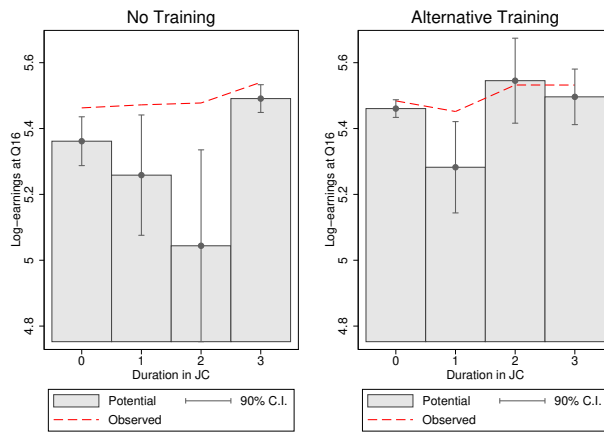 No Training
Log−earnings at Q16
5.6
5.4
5.2
5
4.8
0 1 2 3
Duration in JC
Potential 90% C.I.
Observed
Alternative Training
Log−earnings at Q16
5.6
5.4
5.2
5
4.8
0 1 2 3
Duration in JC
Potential 90% C.I.
Observed